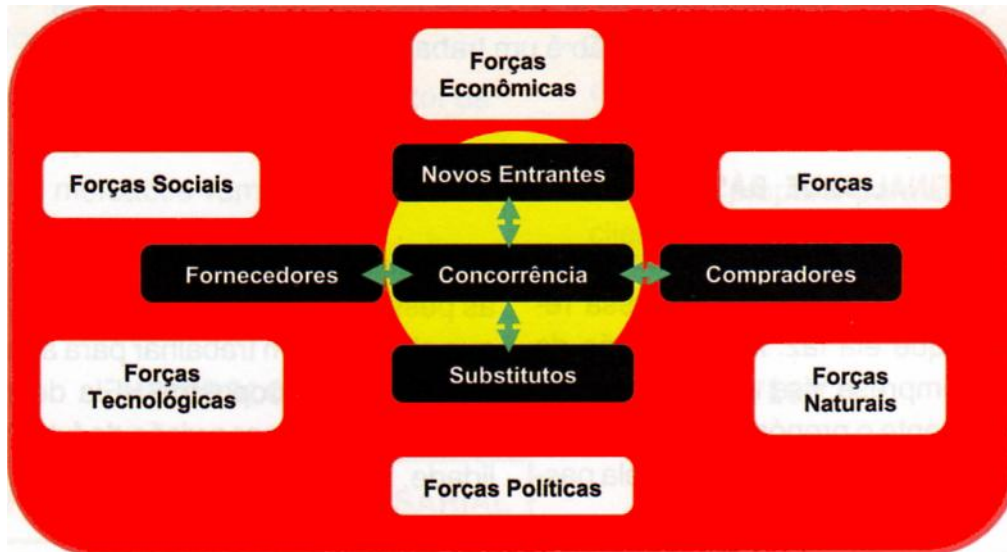 Forças
Econômicas
Forças Sociais
Novos Entrantes
Forças
Fornecedores
Concorrência
Compradores
Forças
Tecnológicas
Substitutos
Forças
Naturais
Forças Políticas